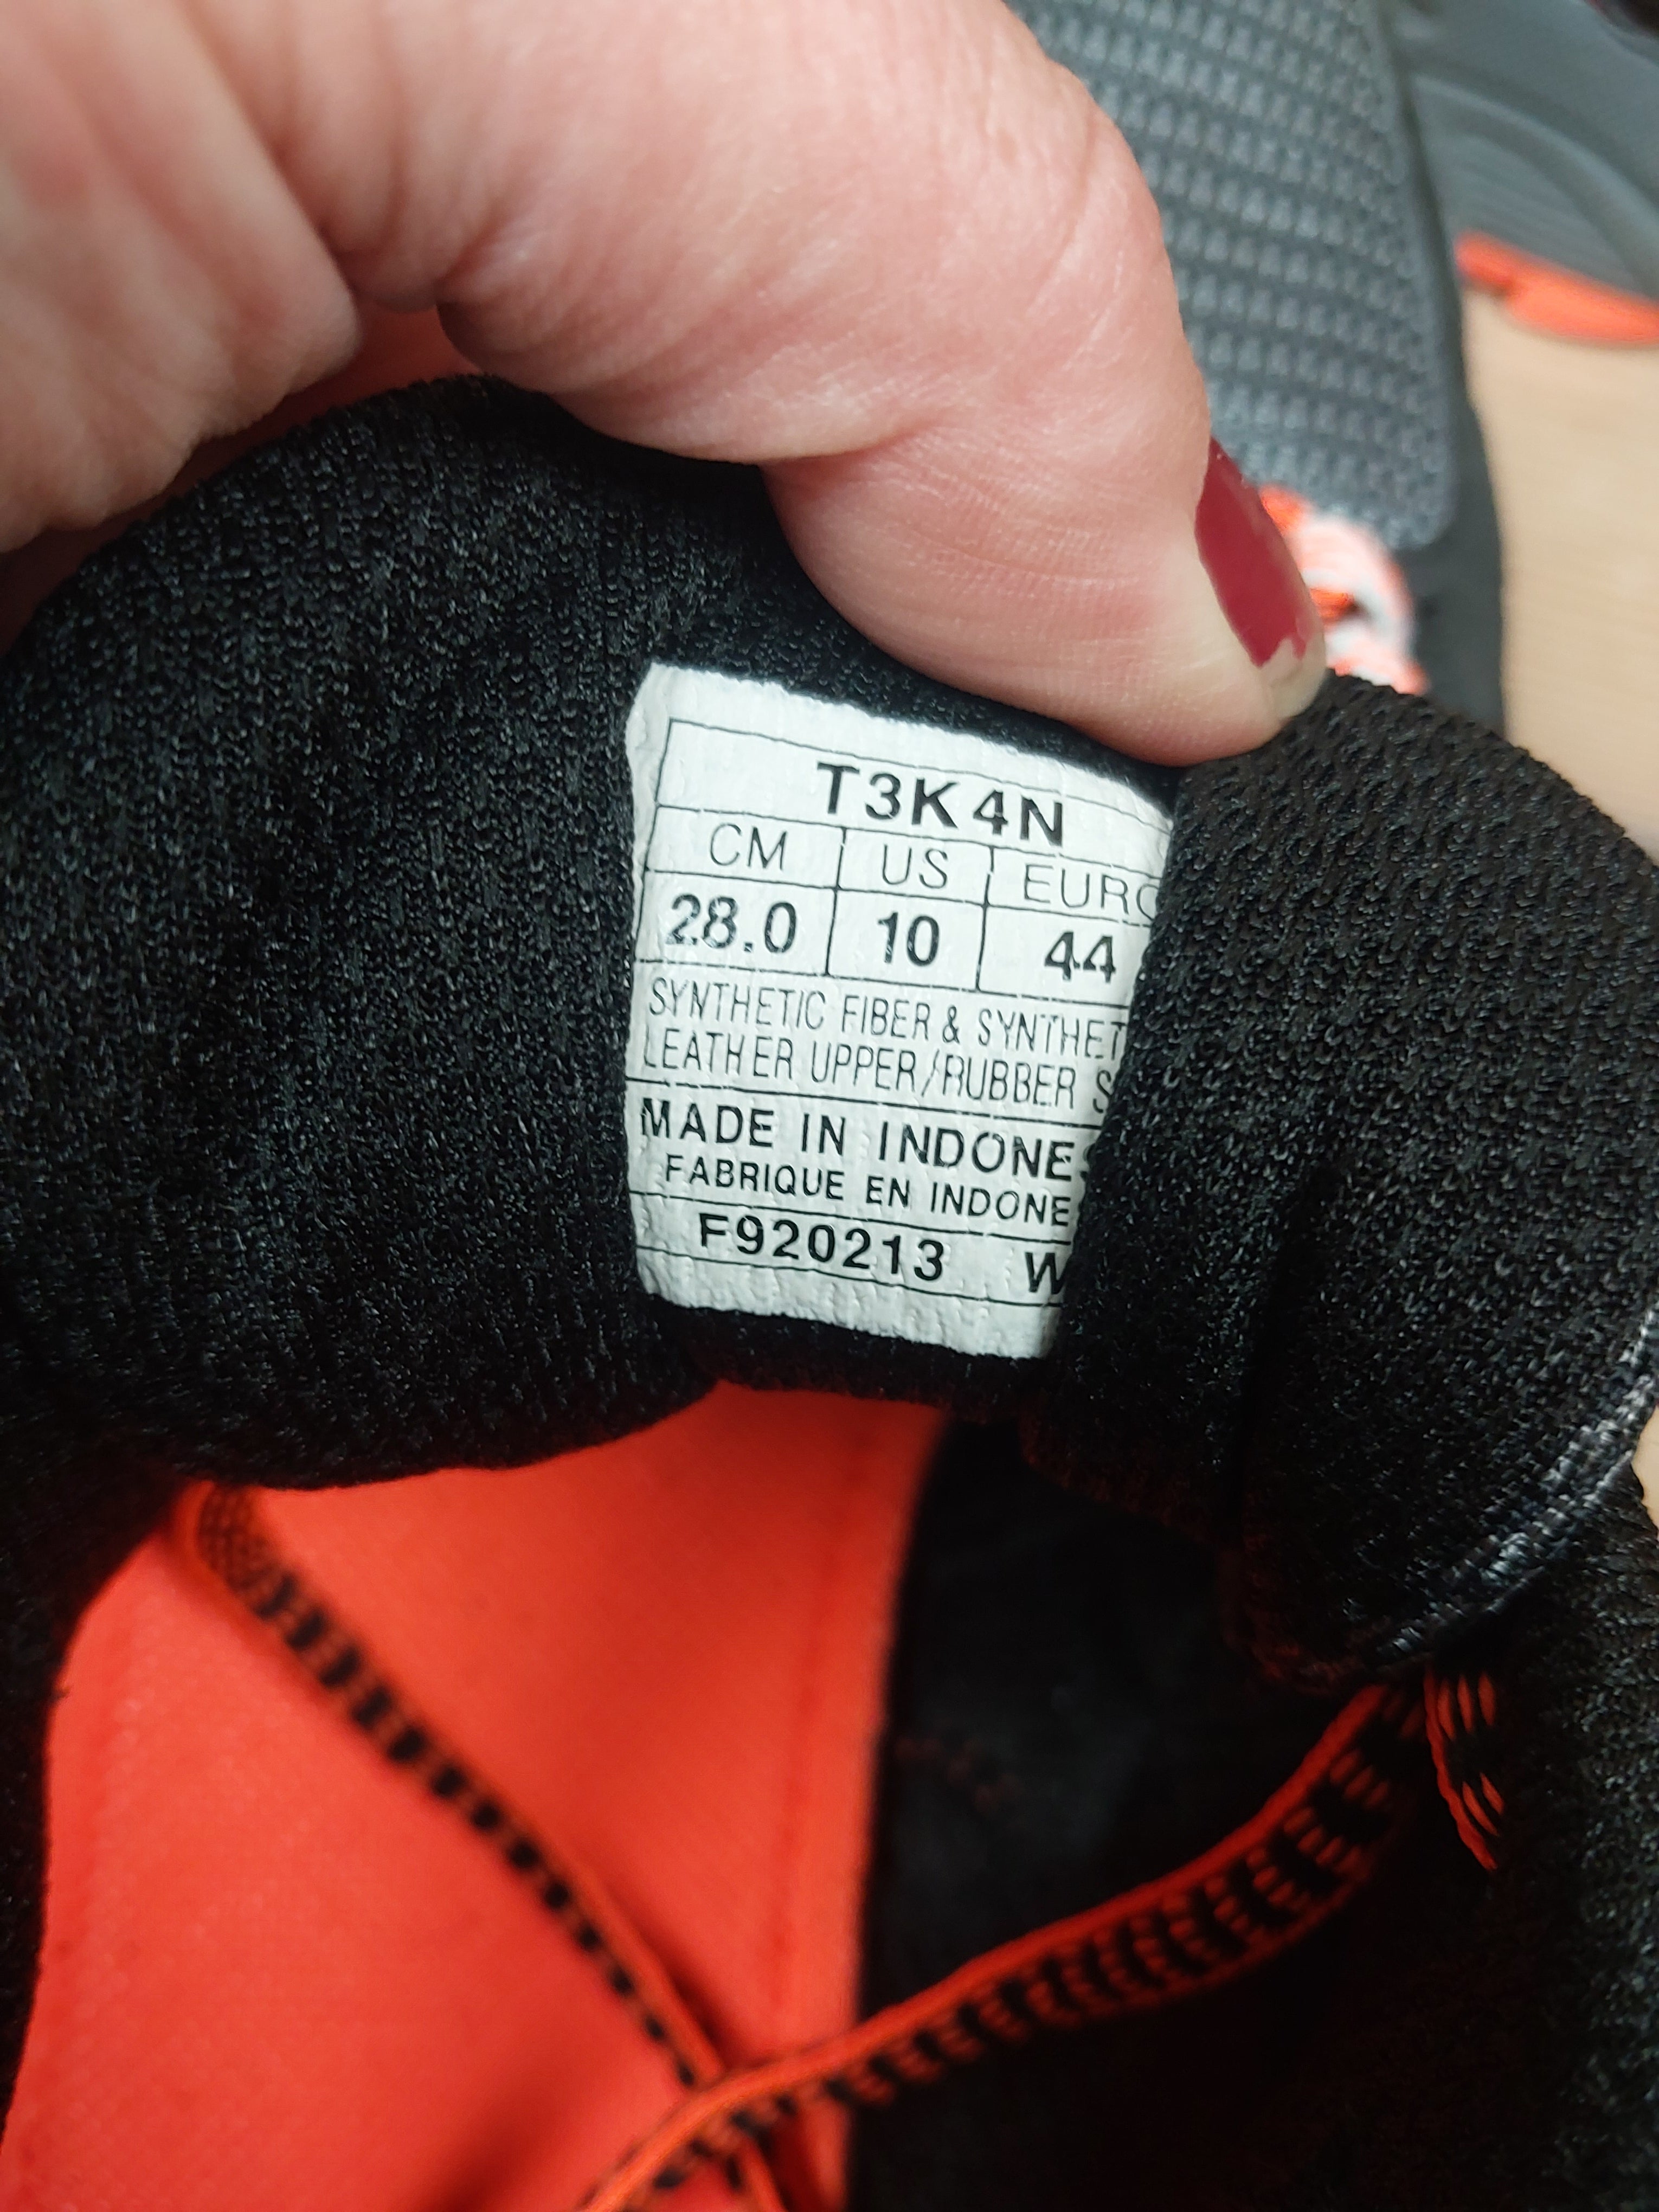 T3K4N
CM US EURO
28.0 10 44
SYNTHETIC FIBER & SYNTHET
LEATHER UPPER/RUBBER S
MADE IN INDONES
FABRIQUE EN INDONE
F920213 W